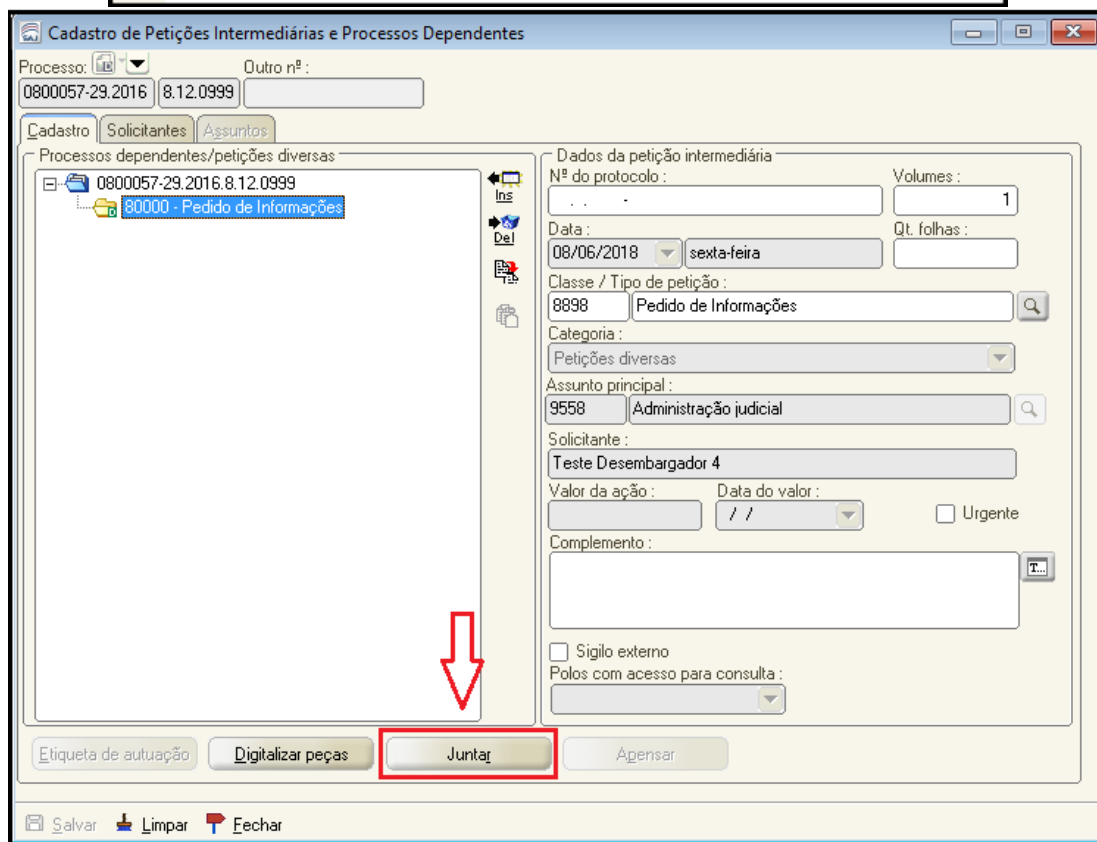 Cadastro de Petições Intermediárias e Processos Dependentes
Processo: Outro nº :
0800057-29.2016 8.12.0999
Cadastro Solicitantes Assuntos
Processos dependentes/petições diversas
0800057-29.2016.8.12.0999
80000 - Pedido de Informações
Ins
Del
Dados da petição intermediária
Nº do protocolo : Volumes :
. . - 1
Data : Qt. folhas :
08/06/2018 sexta-feira
Classe / Tipo de petição :
8898 Pedido de Informações
Categoria :
Petições diversas
Assunto principal :
9558 Administração judicial
Solicitante :
Teste Desembargador 4
Valor da ação : Data do valor :
/ / Urgente
Complemento :
T...
Sigilo externo
Polos com acesso para consulta :
Etiqueta de autuação Digitalizar peças Juntar Apensar
Salvar Limpar Fechar